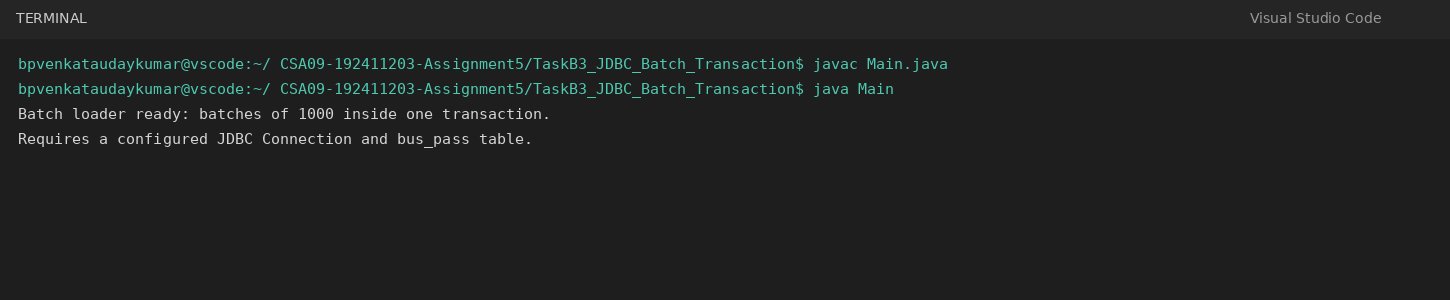 TERMINAL
Visual Studio Code
bpvenkataudaykumar@vscode:~/ CSA09-192411203-Assignment5/TaskB3_JDBC_Batch_Transaction$ javac Main.java
bpvenkataudaykumar@vscode:~/ CSA09-192411203-Assignment5/TaskB3_JDBC_Batch_Transaction$ java Main
Batch loader ready: batches of 1000 inside one transaction.
Requires a configured JDBC Connection and bus_pass table.